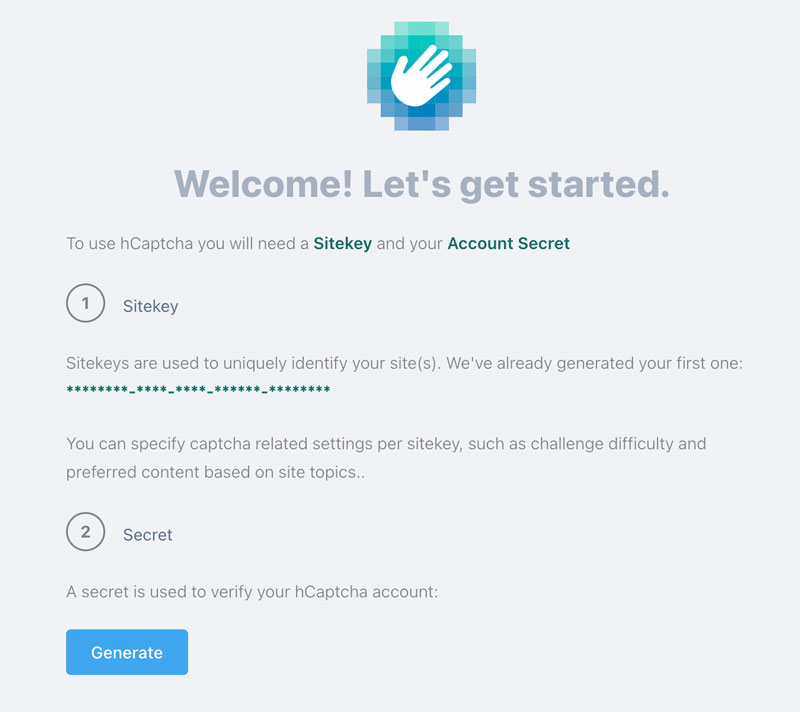 Welcome! Let's get started.
To use hCaptcha you will need a Sitekey and your Account Secret
1 Sitekey
Sitekeys are used to uniquely identify your site(s). We've already generated your first one:
********-****-****-******-********
You can specify captcha related settings per sitekey, such as challenge difficulty and
preferred content based on site topics..
2 Secret
A secret is used to verify your hCaptcha account:
Generate